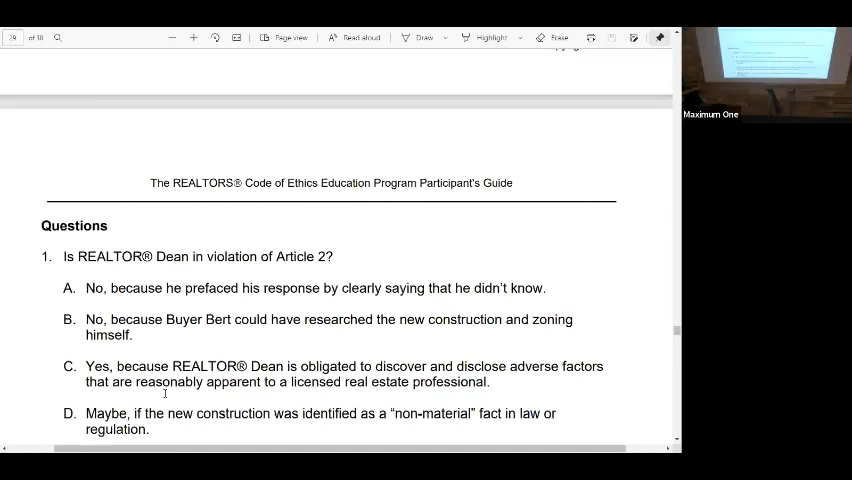 29 of 38 Page view Read aloud Draw Highlight Erase
The REALTORS® Code of Ethics Education Program Participant's Guide
Maximum One
Questions
1. Is REALTOR® Dean in violation of Article 2?
A. No, because he prefaced his response by clearly saying that he didn't know.
B. No, because Buyer Bert could have researched the new construction and zoning
himself.
C. Yes, because REALTOR® Dean is obligated to discover and disclose adverse factors
that are reasonably apparent to a licensed real estate professional.
D. Maybe, if the new construction was identified as a “non-material” fact in law or
regulation.